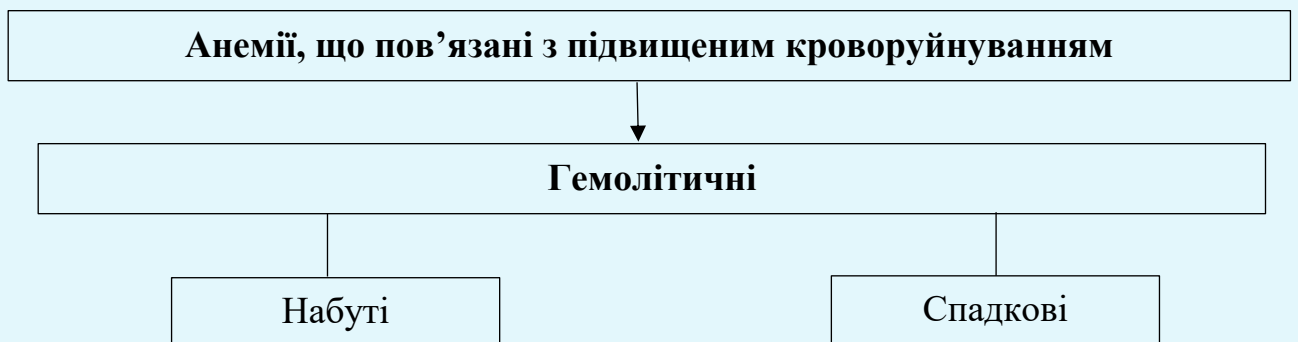 Анемії, що пов’язані з підвищеним кроворуйнуванням
Гемолітичні
Набуті
Спадкові